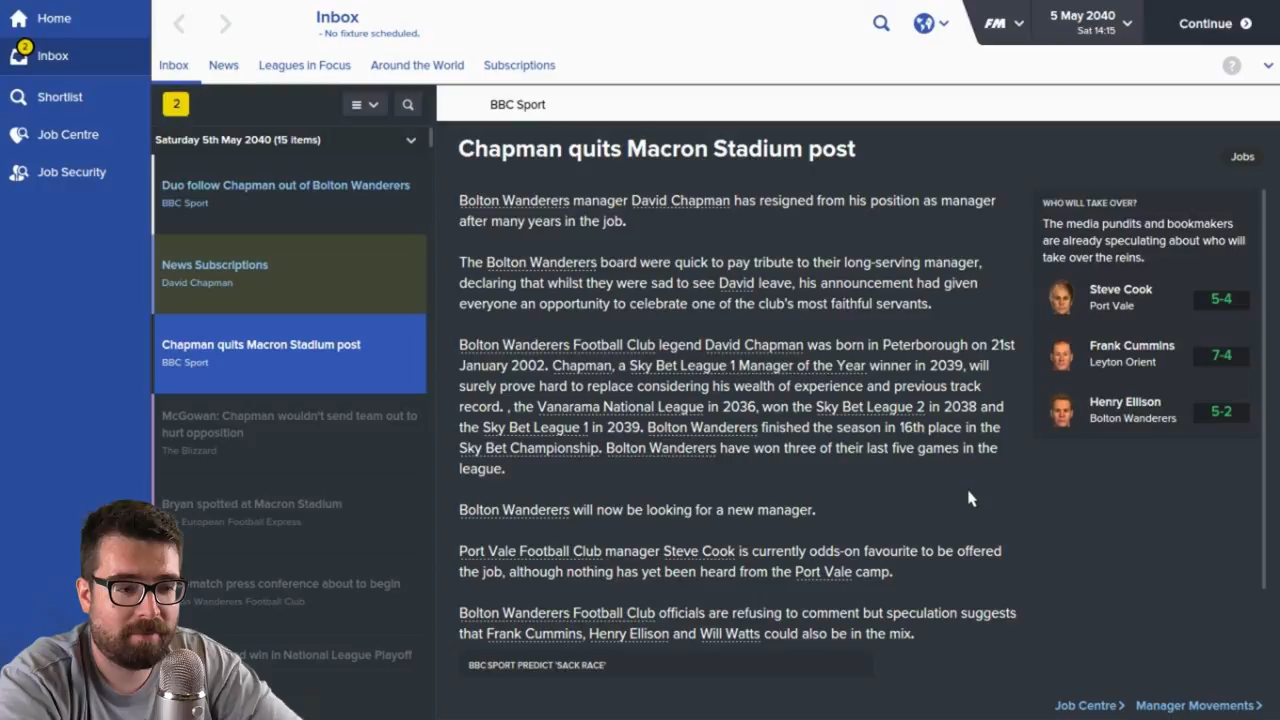 Home
2
Inbox
Shortlist
Job Centre
Job Security
Inbox
- No fixture scheduled.
FM
5 May 2040
Sat 14:15
Continue
Inbox
News
Leagues in Focus
Around the World
Subscriptions
?
2
Saturday 5th May 2040 (15 items)
Duo follow Chapman out of Bolton Wanderers
BBC Sport
News Subscriptions
David Chapman
Chapman quits Macron Stadium post
BBC Sport
McGowan: Chapman wouldn't send team out to
hurt opposition
The Blizzard
Bryan spotted at Macron Stadium
European Football Express
match press conference about to begin
Wanderers Football Club
win in National League Playoff
BBC Sport
Chapman quits Macron Stadium post
Jobs
Bolton Wanderers manager David Chapman has resigned from his position as manager
after many years in the job.
The Bolton Wanderers board were quick to pay tribute to their long-serving manager,
declaring that whilst they were sad to see David leave, his announcement had given
everyone an opportunity to celebrate one of the club's most faithful servants.
Bolton Wanderers Football Club legend David Chapman was born in Peterborough on 21st
January 2002. Chapman, a Sky Bet League 1 Manager of the Year winner in 2039, will
surely prove hard to replace considering his wealth of experience and previous track
record. , the Vanarama National League in 2036, won the Sky Bet League 2 in 2038 and
the Sky Bet League 1 in 2039. Bolton Wanderers finished the season in 16th place in the
Sky Bet Championship. Bolton Wanderers have won three of their last five games in the
league.
Bolton Wanderers will now be looking for a new manager.
Port Vale Football Club manager Steve Cook is currently odds-on favourite to be offered
the job, although nothing has yet been heard from the Port Vale camp.
Bolton Wanderers Football Club officials are refusing to comment but speculation suggests
that Frank Cummins, Henry Ellison and Will Watts could also be in the mix.
BBC SPORT PREDICT 'SACK RACE'
WHO WILL TAKE OVER?
The media pundits and bookmakers
are already speculating about who will
take over the reins.
Steve Cook
Port Vale
5-4
Frank Cummins
Leyton Orient
7-4
Henry Ellison
Bolton Wanderers
5-2
Job Centre >
Manager Movements >